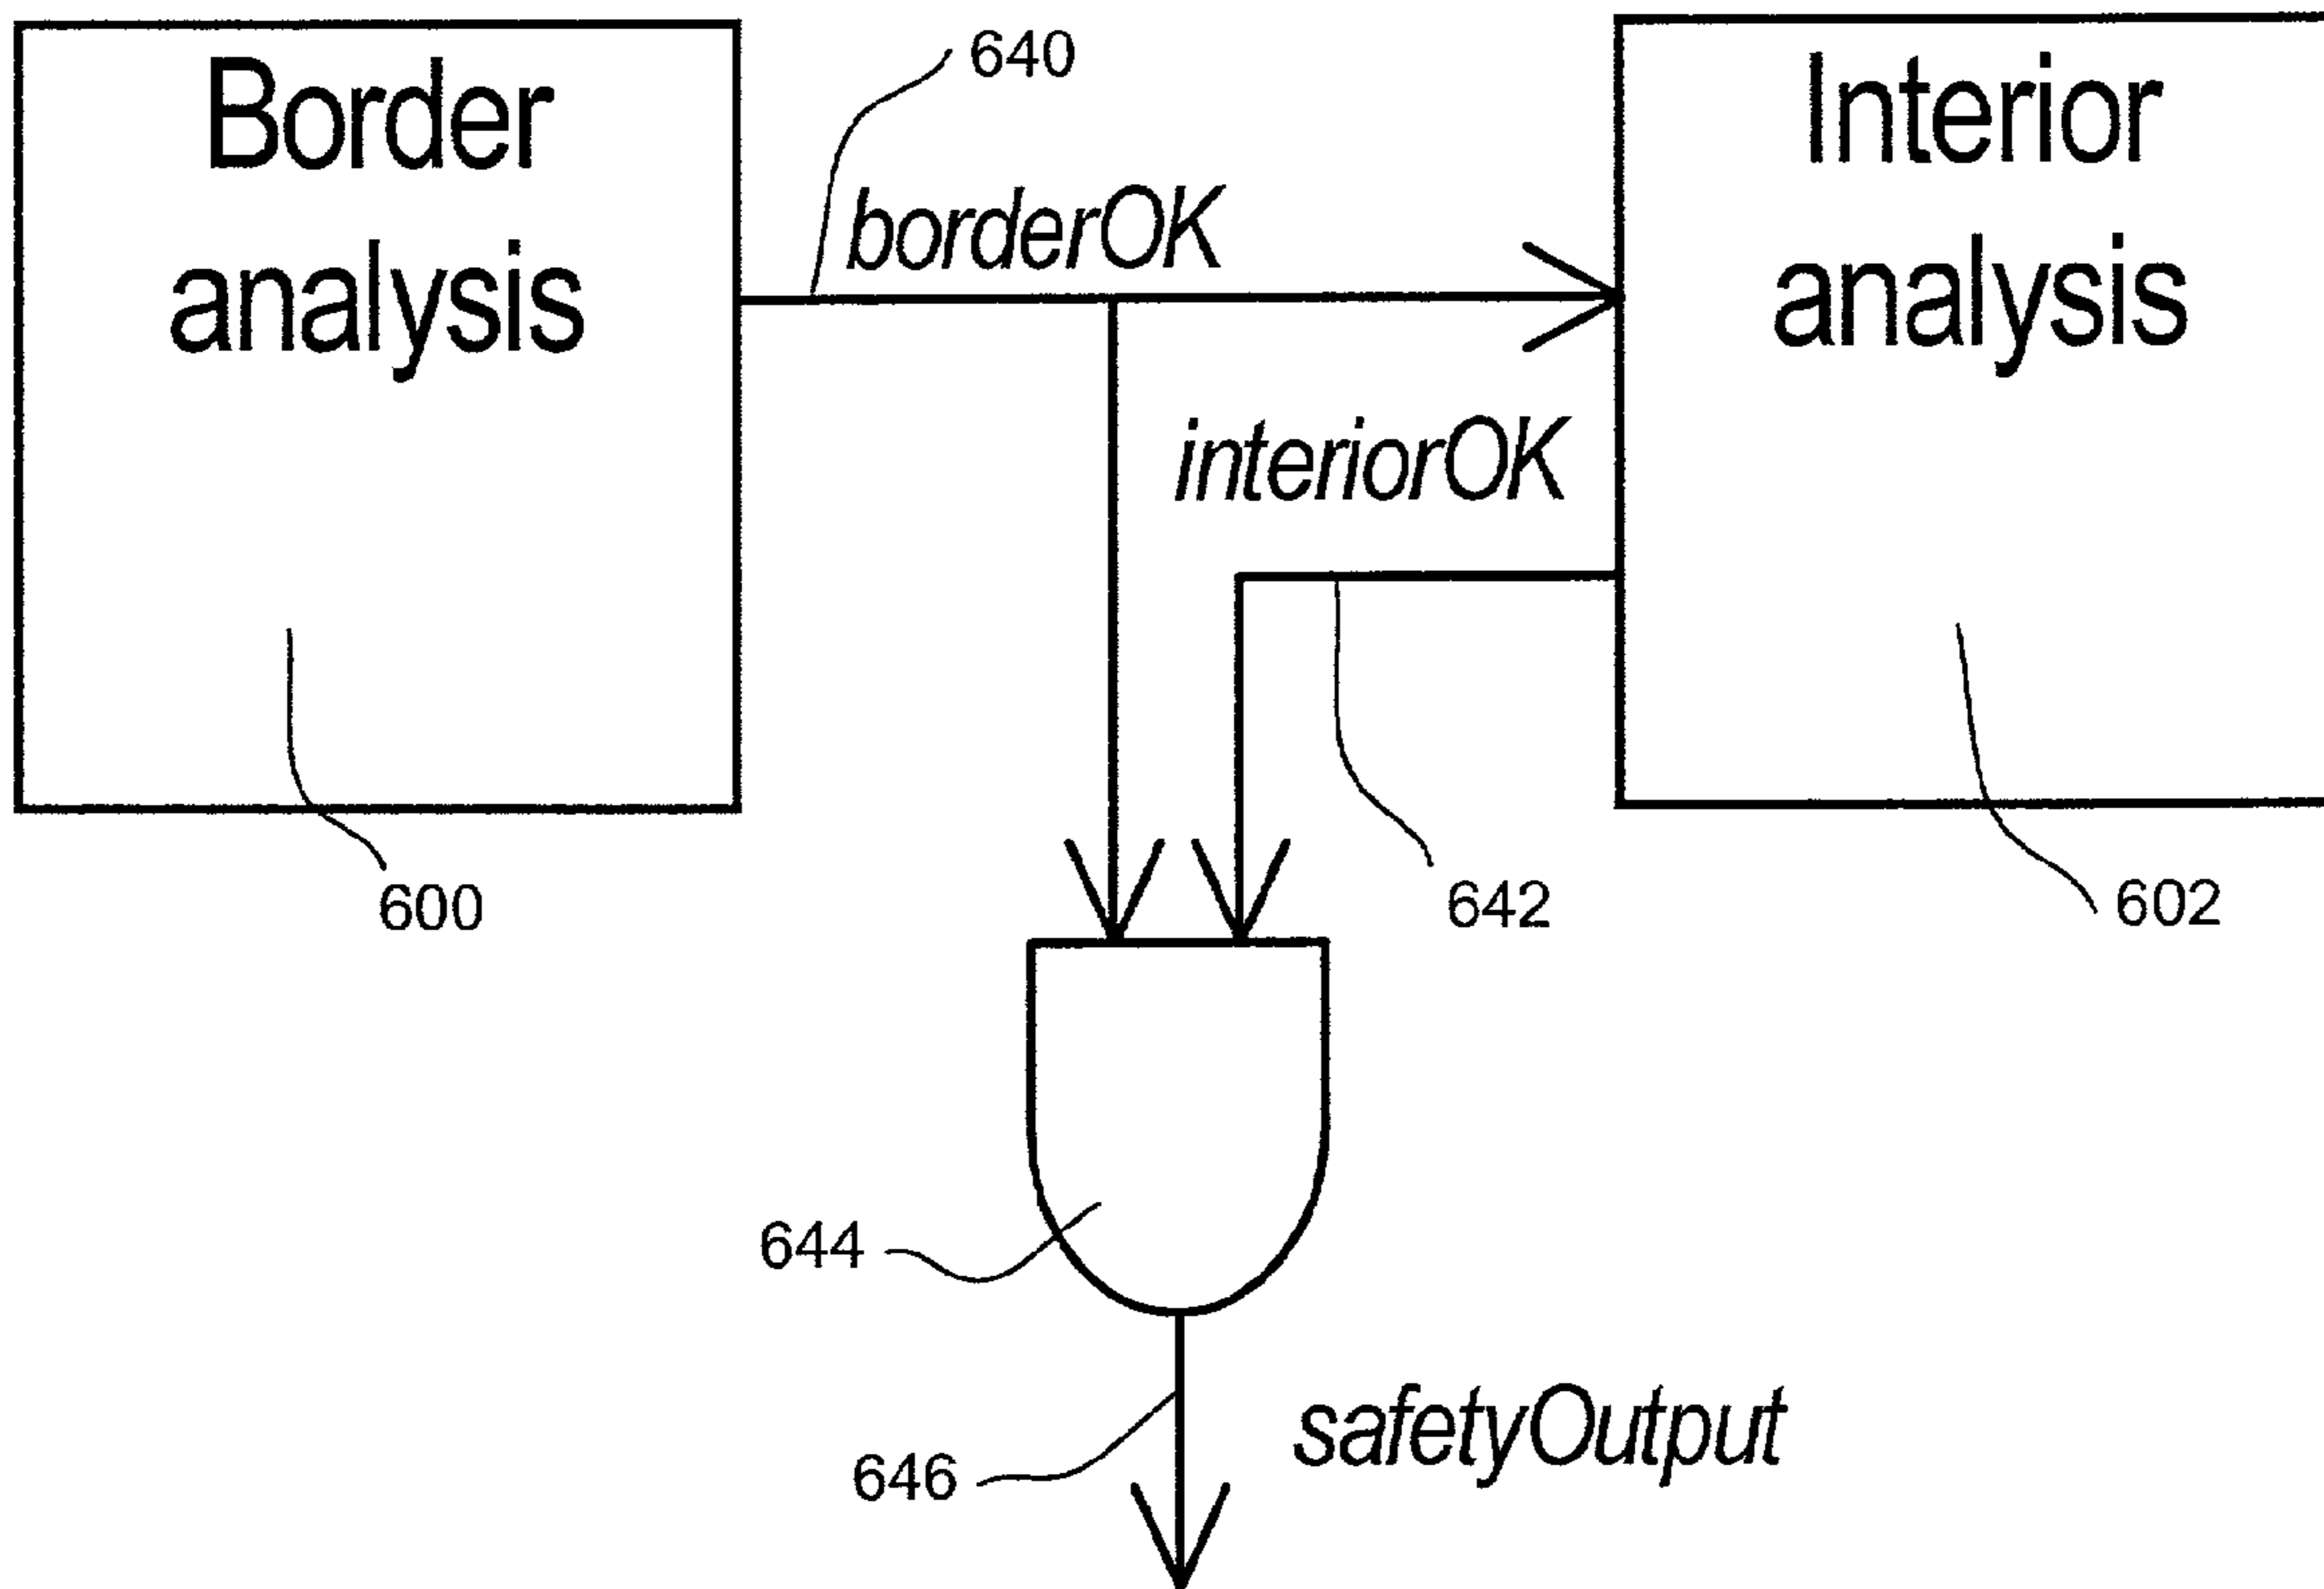 Border
analysis
640
borderOK
Interior
analysis
interiorOK
600
642
602
644
646
safetyOutput